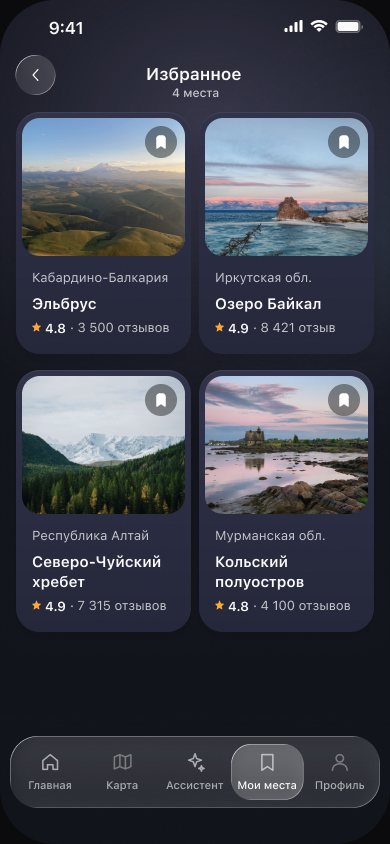 9:41
Избранное
4 места
Кабардино-Балкария
Эльбрус
4.8 · 3 500 отзывов
Иркутская обл.
Озеро Байкал
4.9 · 8 421 отзыв
Республика Алтай
Северо-Чуйский
хребет
4.9 · 7 315 отзывов
Мурманская обл.
Кольский
полуостров
4.8 · 4 100 отзывов
Главная
Карта
Ассистент
Мои места
Профиль